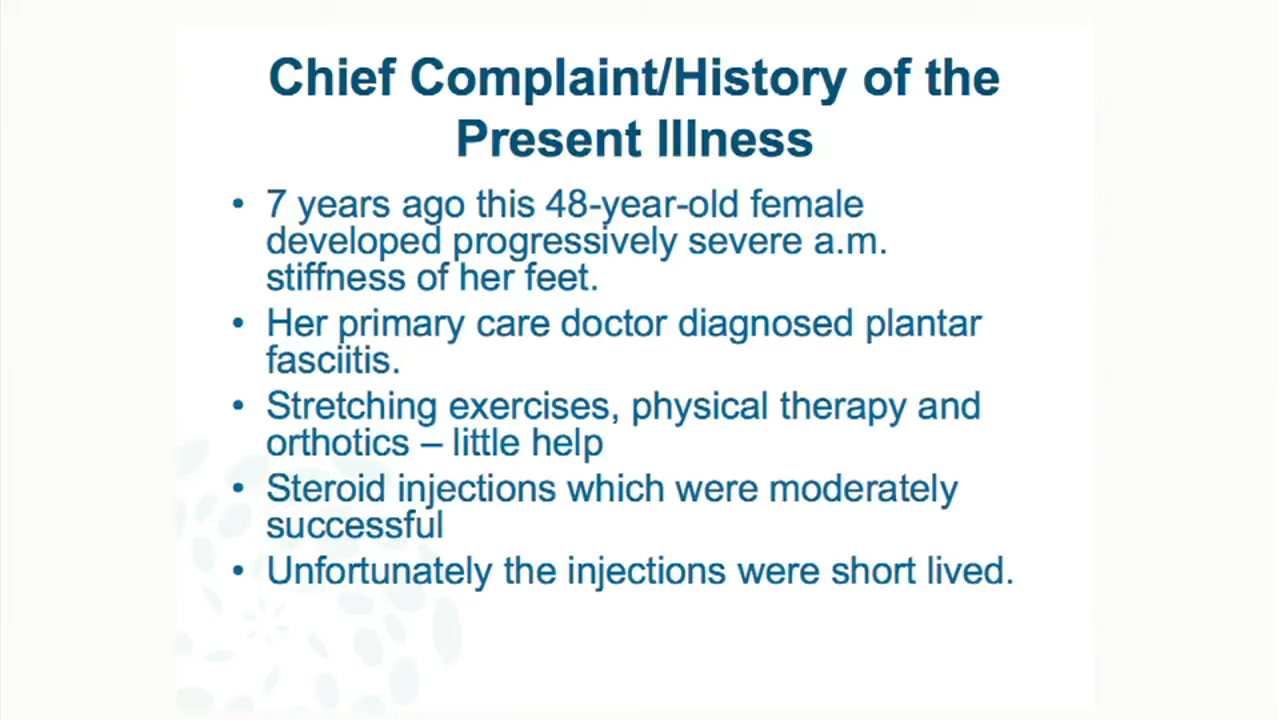 Chief Complaint/History of the
Present Illness
• 7 years ago this 48-year-old female
developed progressively severe a.m.
stiffness of her feet.
• Her primary care doctor diagnosed plantar
fasciitis.
• Stretching exercises, physical therapy and
orthotics – little help
• Steroid injections which were moderately
successful
• Unfortunately the injections were short lived.